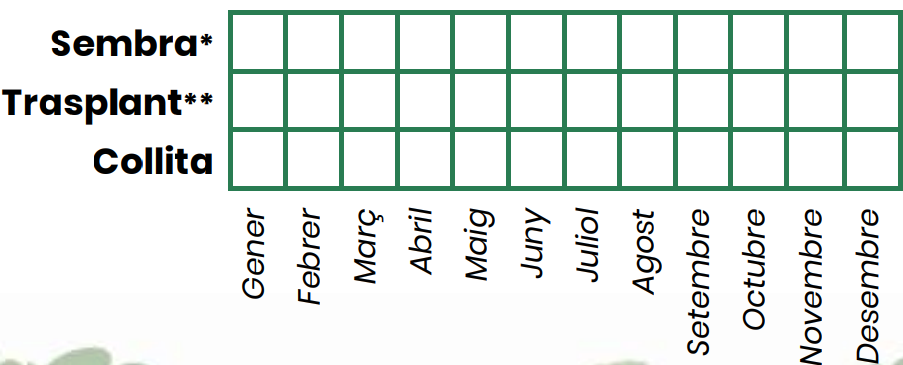 Sembra*
Trasplant**
Collita
Gener
Febrer
Març
Abril
Maig
Juny
Juliol
Agost
Setembre
Octubre
Novembre
Desembre